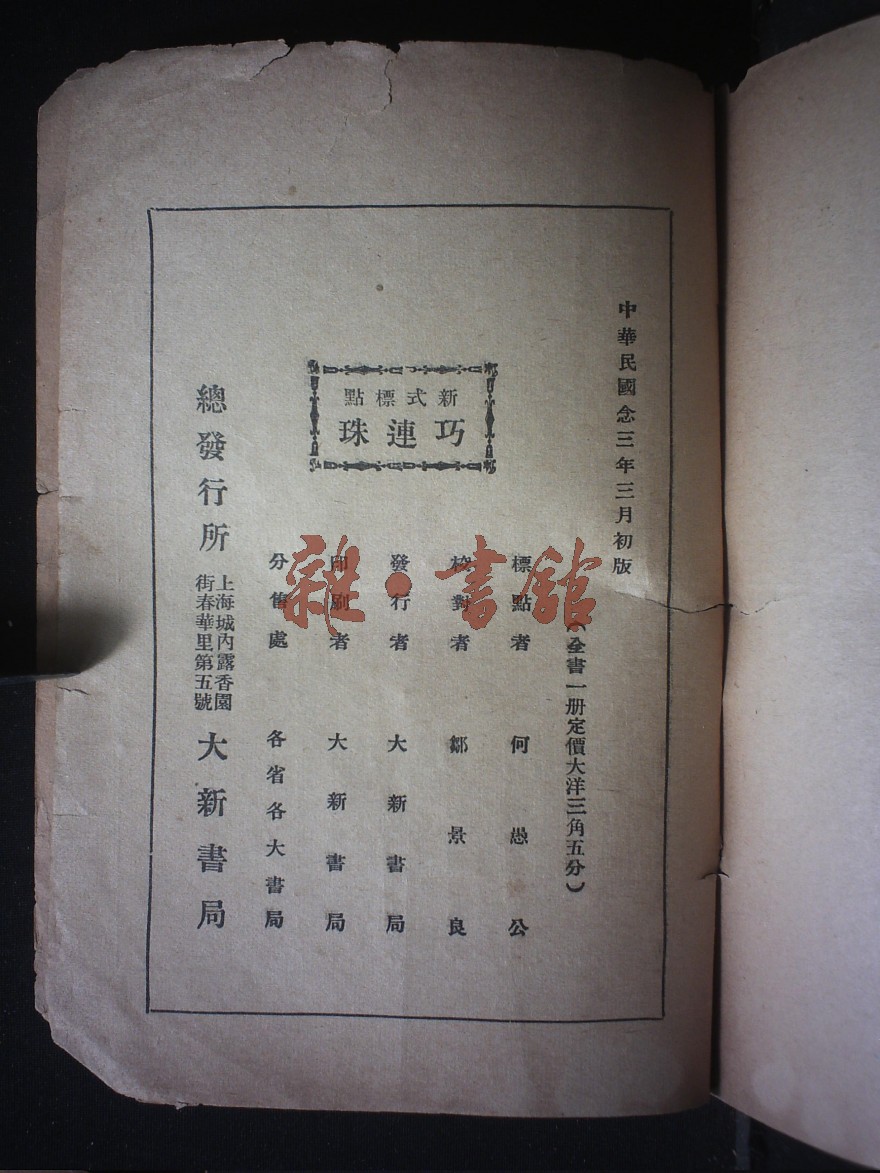 中華民國念三年三月初版
（全書一册定價大洋三角五分）
新式標點
巧連珠
標點者 何愚公
校對者 鄒景良
發行者 大新書局
印刷者 大新書局
分售處 各省各大書局
總發行所 上海城內露香園街春華里第五號 大新書局
雜·書舘